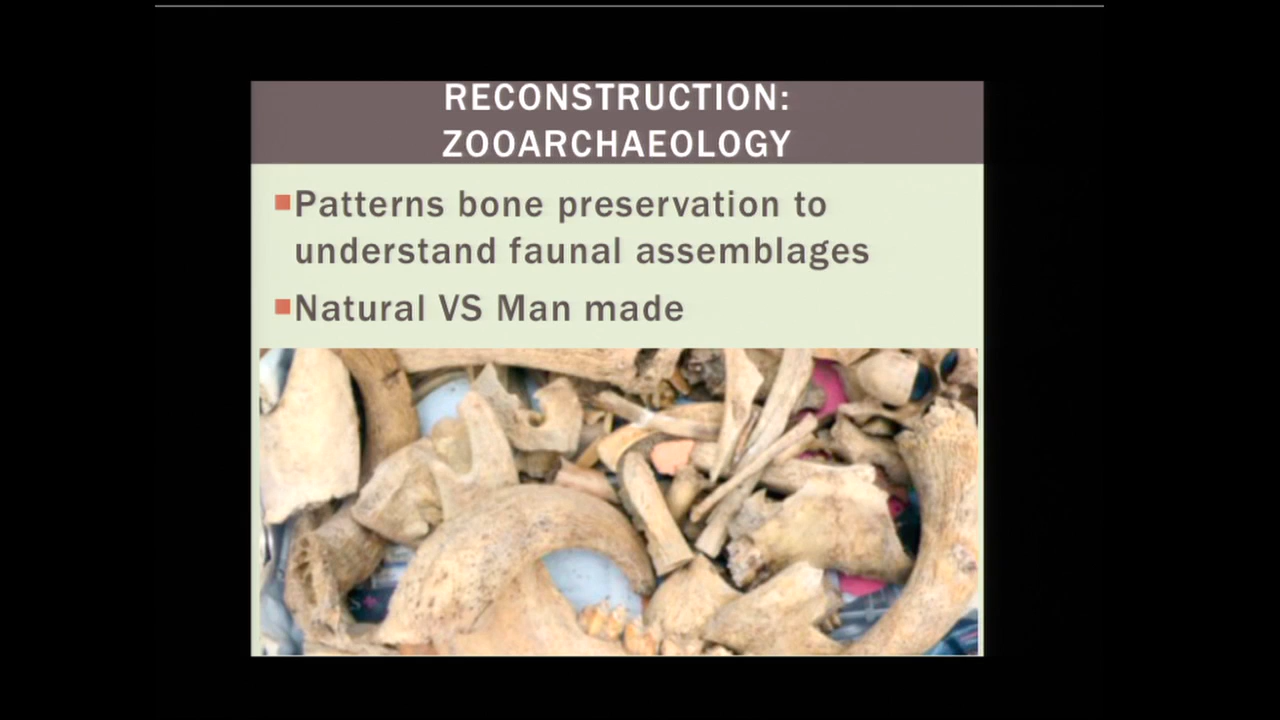 RECONSTRUCTION:
ZOOARCHAEOLOGY
Patterns bone preservation to
understand faunal assemblages
Natural VS Man made